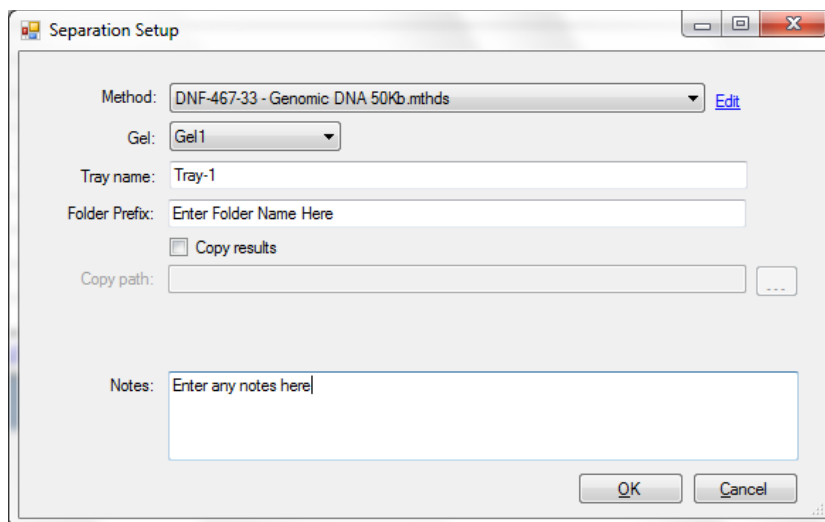 Separation Setup
Method: DNF-467-33 - Genomic DNA 50Kb.mthds Edit
Gel: Gel1
Tray name: Tray-1
Folder Prefix: Enter Folder Name Here
Copy results
Copy path: ...
Notes: Enter any notes here
OK Cancel